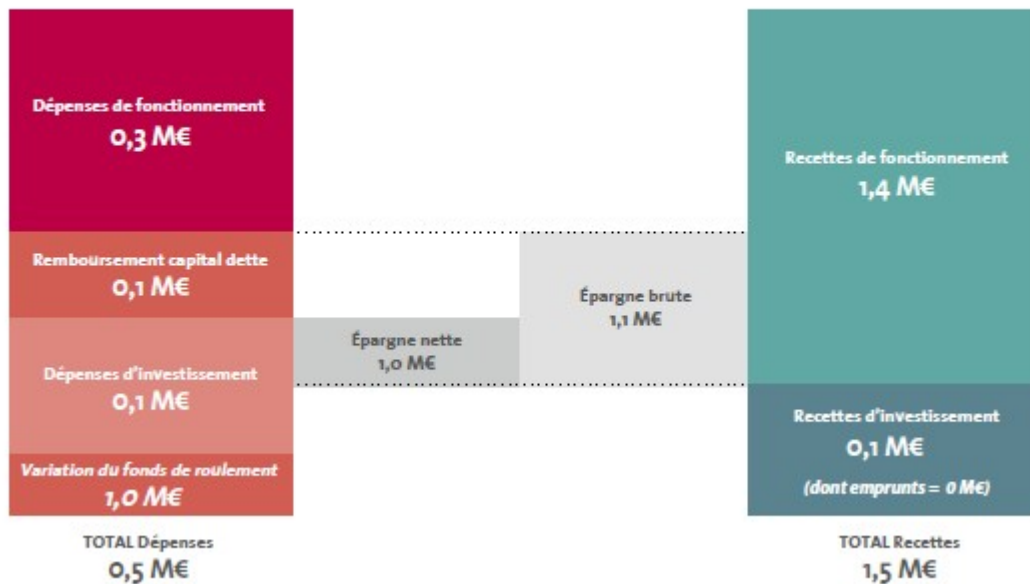 Dépenses de fonctionnement
0,3 M€
Remboursement capital dette
0,1 M€
Dépenses d'investissement
0,1 M€
Variation du fonds de roulement
1,0 M€
TOTAL Dépenses
0,5 M€
Épargne nette
1,0 M€
Épargne brute
1,1 M€
Recettes de fonctionnement
1,4 M€
Recettes d'investissement
0,1 M€
(dont emprunts = 0 M€)
TOTAL Recettes
1,5 M€